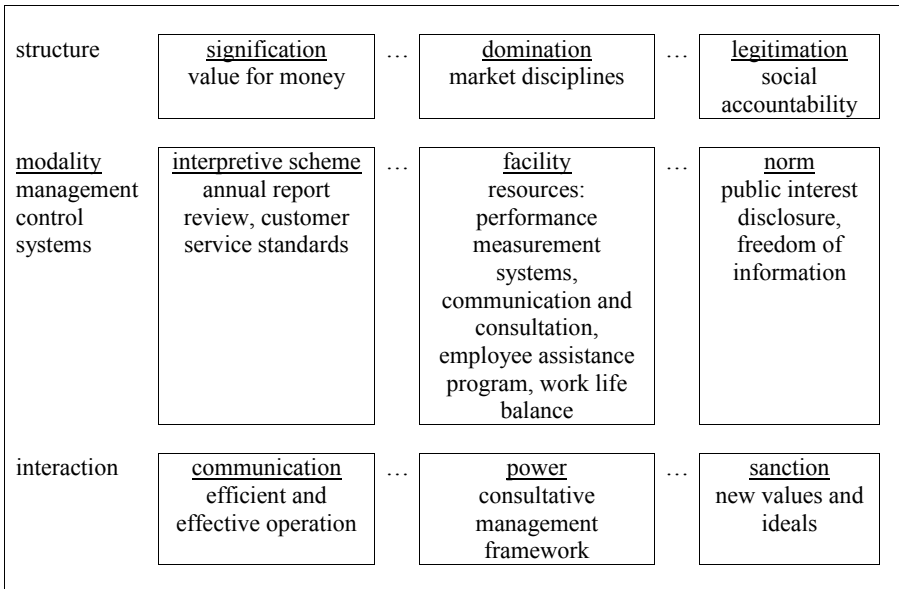 structure
signification
value for money
…
domination
market disciplines
…
legitimation
social
accountability
modality
management
control
systems
interpretive scheme
annual report
review, customer
service standards
…
facility
resources:
performance
measurement
systems,
communication and
consultation,
employee assistance
program, work life
balance
…
norm
public interest
disclosure,
freedom of
information
interaction
communication
efficient and
effective operation
…
power
consultative
management
framework
…
sanction
new values and
ideals